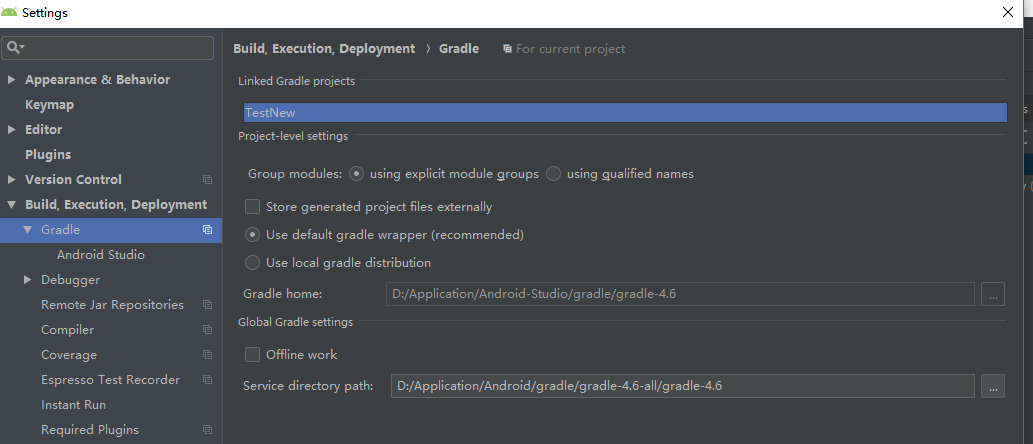 Settings
Build, Execution, Deployment › Gradle For current project
Appearance & Behavior
Keymap
Editor
Plugins
Version Control
Build, Execution, Deployment
Gradle
Android Studio
Debugger
Remote Jar Repositories
Compiler
Coverage
Espresso Test Recorder
Instant Run
Required Plugins
Linked Gradle projects
TestNew
Project-level settings
Group modules: using explicit module groups using qualified names
Store generated project files externally
Use default gradle wrapper (recommended)
Use local gradle distribution
Gradle home: D:/Application/Android-Studio/gradle/gradle-4.6 ...
Global Gradle settings
Offline work
Service directory path: D:/Application/Android/gradle/gradle-4.6-all/gradle-4.6 ...